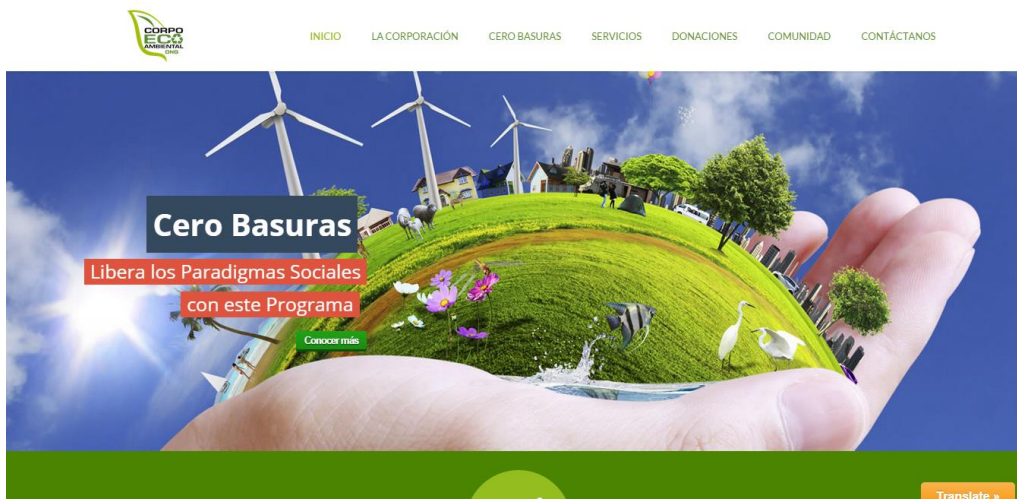 CORPO
ECO
AMBIENTAL
ONG
INICIO LA CORPORACIÓN CERO BASURAS SERVICIOS DONACIONES COMUNIDAD CONTÁCTANOS
Cero Basuras
Libera los Paradigmas Sociales
con este Programa
Conocer más
Translate »